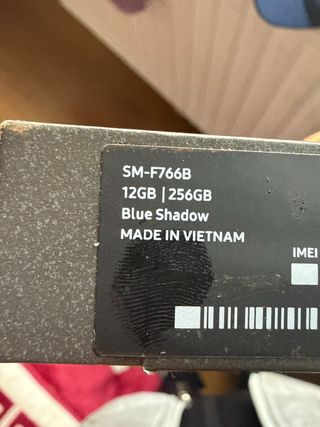 SM-F766B
12GB | 256GB
Blue Shadow
MADE IN VIETNAM
IMEI